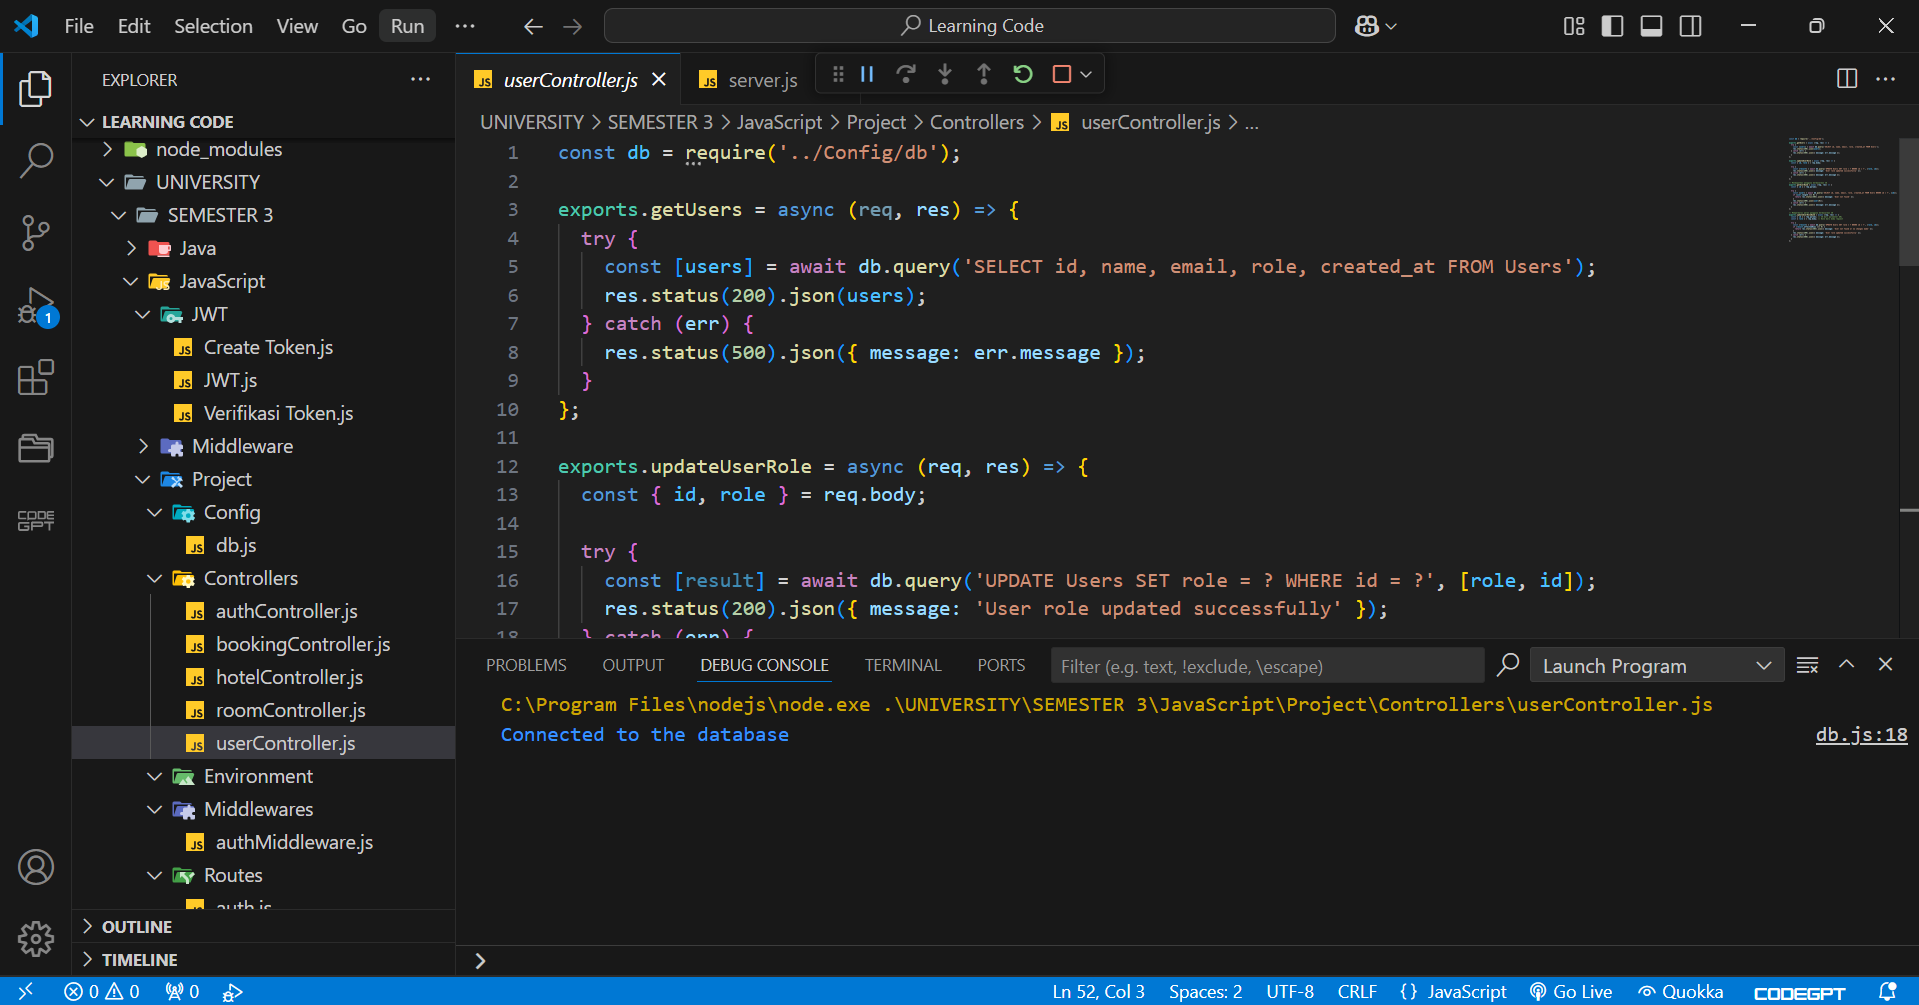 File Edit Selection View Go Run ··· Learning Code
EXPLORER ···
LEARNING CODE
node_modules
UNIVERSITY
SEMESTER 3
Java
JavaScript
JWT
Create Token.js
JWT.js
Verifikasi Token.js
Middleware
Project
Config
db.js
Controllers
authController.js
bookingController.js
hotelController.js
roomController.js
userController.js
Environment
Middlewares
authMiddleware.js
Routes
auth.js
OUTLINE
TIMELINE
1
CODE
GPT
JS userController.js JS server.js
UNIVERSITY > SEMESTER 3 > JavaScript > Project > Controllers > JS userController.js > ...
1 const db = require('../Config/db');
2
3 exports.getUsers = async (req, res) => {
4 try {
5 const [users] = await db.query('SELECT id, name, email, role, created_at FROM Users');
6 res.status(200).json(users);
7 } catch (err) {
8 res.status(500).json({ message: err.message });
9 }
10 };
11
12 exports.updateUserRole = async (req, res) => {
13 const { id, role } = req.body;
14
15 try {
16 const [result] = await db.query('UPDATE Users SET role = ? WHERE id = ?', [role, id]);
17 res.status(200).json({ message: 'User role updated successfully' });
18 } catch (err) {
PROBLEMS OUTPUT DEBUG CONSOLE TERMINAL PORTS Filter (e.g. text, !exclude, \escape) Launch Program
C:\Program Files\nodejs\node.exe .\UNIVERSITY\SEMESTER 3\JavaScript\Project\Controllers\userController.js
Connected to the database db.js:18
>
0 0 0 Ln 52, Col 3 Spaces: 2 UTF-8 CRLF {} JavaScript Go Live Quokka CODEGPT